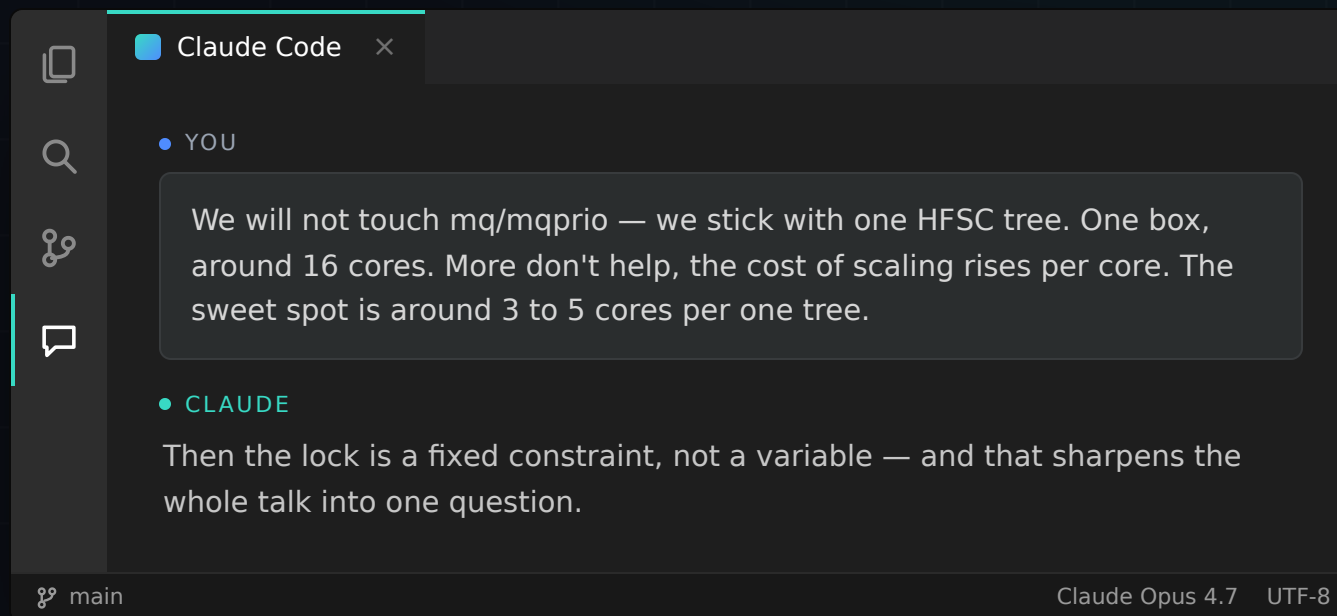 Claude Code
YOU
We will not touch mq/mqprio — we stick with one HFSC tree. One box,
around 16 cores. More don't help, the cost of scaling rises per core. The
sweet spot is around 3 to 5 cores per one tree.
CLAUDE
Then the lock is a fixed constraint, not a variable — and that sharpens the
whole talk into one question.
main
Claude Opus 4.7
UTF-8